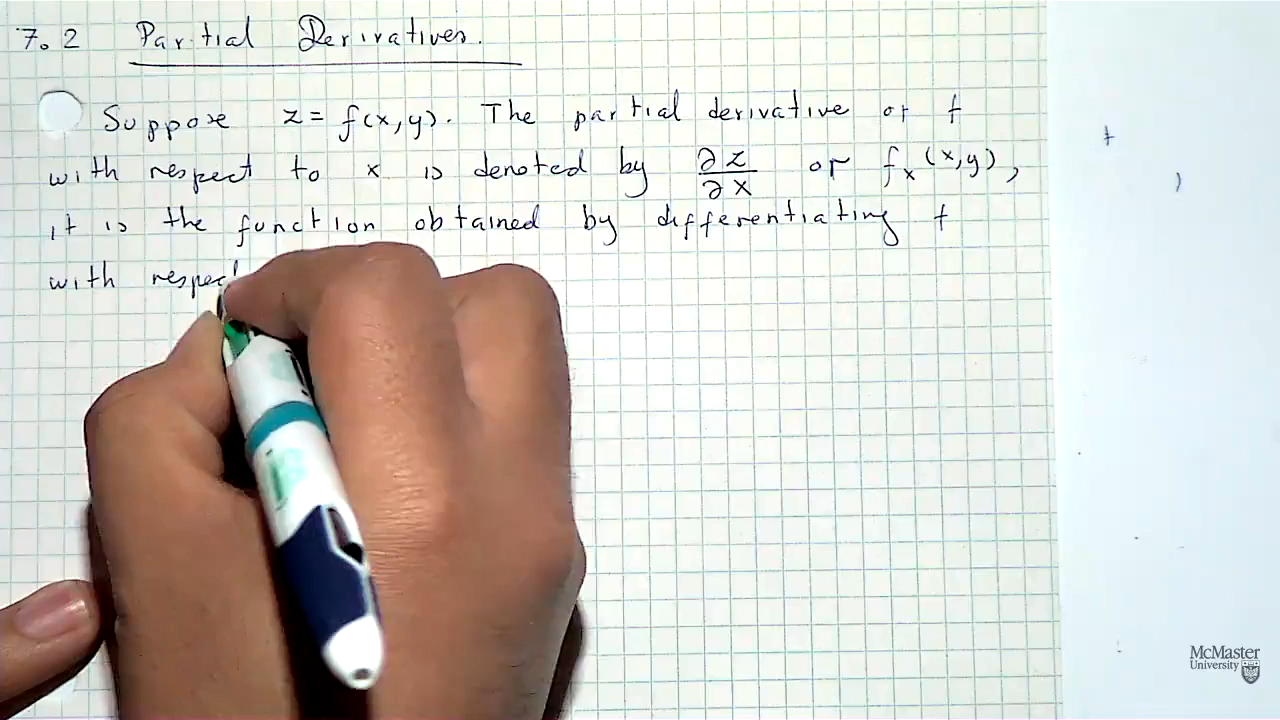 7.2 Partial Derivatives.
Suppose z = f(x,y). The partial derivative of f
with respect to x is denoted by ∂z/∂x or fₓ(x,y),
it is the function obtained by differentiating f
with respect
McMaster
University